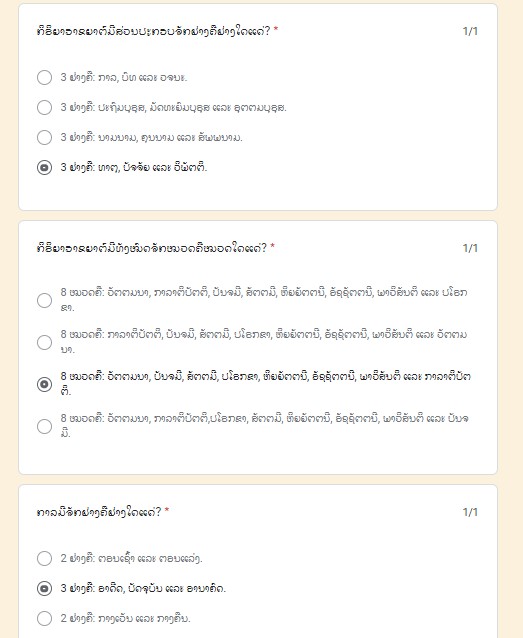 ກິຣິຍາອາຂຍາຕ໌ມີສ່ວນປະກອບຈັກຢ່າງຄືຢ່າງໃດແດ່? * 1/1
3 ຢ່າງຄື: ກາລ, ບົທ ແລະ ວຈນະ.
3 ຢ່າງຄື: ປະຖົມບຸຣຸສ, ມັດທະຍົມບຸຣຸສ ແລະ ອຸຕຕມບຸຣຸສ.
3 ຢ່າງຄື: ນາມນາມ, ຄຸນນາມ ແລະ ສັພພນາມ.
3 ຢ່າງຄື: ທາຕຸ, ປັຈຈັຍ ແລະ ວິພັຕຕິ.
ກິຣິຍາອາຂຍາຕ໌ມີທັງໝົດຈັກໝວດຄືໝວດໃດແດ່? * 1/1
8 ໝວດຄື: ວັຕຕມນາ, ກາລາຕິປັຕຕິ, ປັນຈມີ, ສັຕຕມີ, ຫິຍຍັຕຕນີ, ອັຊຊັຕຕນີ, ພາວິສັນຕິ ແລະ ປໂຣກ
ຂາ.
8 ໝວດຄື: ກາລາຕິປັຕຕິ, ປັນຈມີ, ສັຕຕມີ, ປໂຣກຂາ, ຫິຍຍັຕຕນີ, ອັຊຊັຕຕນີ, ພາວິສັນຕິ ແລະ ວັຕຕມ
ນາ.
8 ໝວດຄື: ວັຕຕມນາ, ປັນຈມີ, ສັຕຕມີ, ປໂຣກຂາ, ຫິຍຍັຕຕນີ, ອັຊຊັຕຕນີ, ພາວິສັນຕິ ແລະ ກາລາຕິປັຕ
ຕິ.
8 ໝວດຄື: ວັຕຕມນາ, ກາລາຕິປັຕຕິ,ປໂຣກຂາ, ສັຕຕມີ, ຫິຍຍັຕຕນີ, ອັຊຊັຕຕນີ, ພາວິສັນຕິ ແລະ ປັນຈ
ມີ.
ກາລມີຈັກຢ່າງຄືຢ່າງໃດແດ່? * 1/1
2 ຢ່າງຄື: ຕອນເຊົ້າ ແລະ ຕອນແລງ.
3 ຢ່າງຄື: ອາດີດ, ປັດຈຸບັນ ແລະ ອານາຄົດ.
2 ຢ່າງຄື: ກາງເວັນ ແລະ ກາງຄືນ.